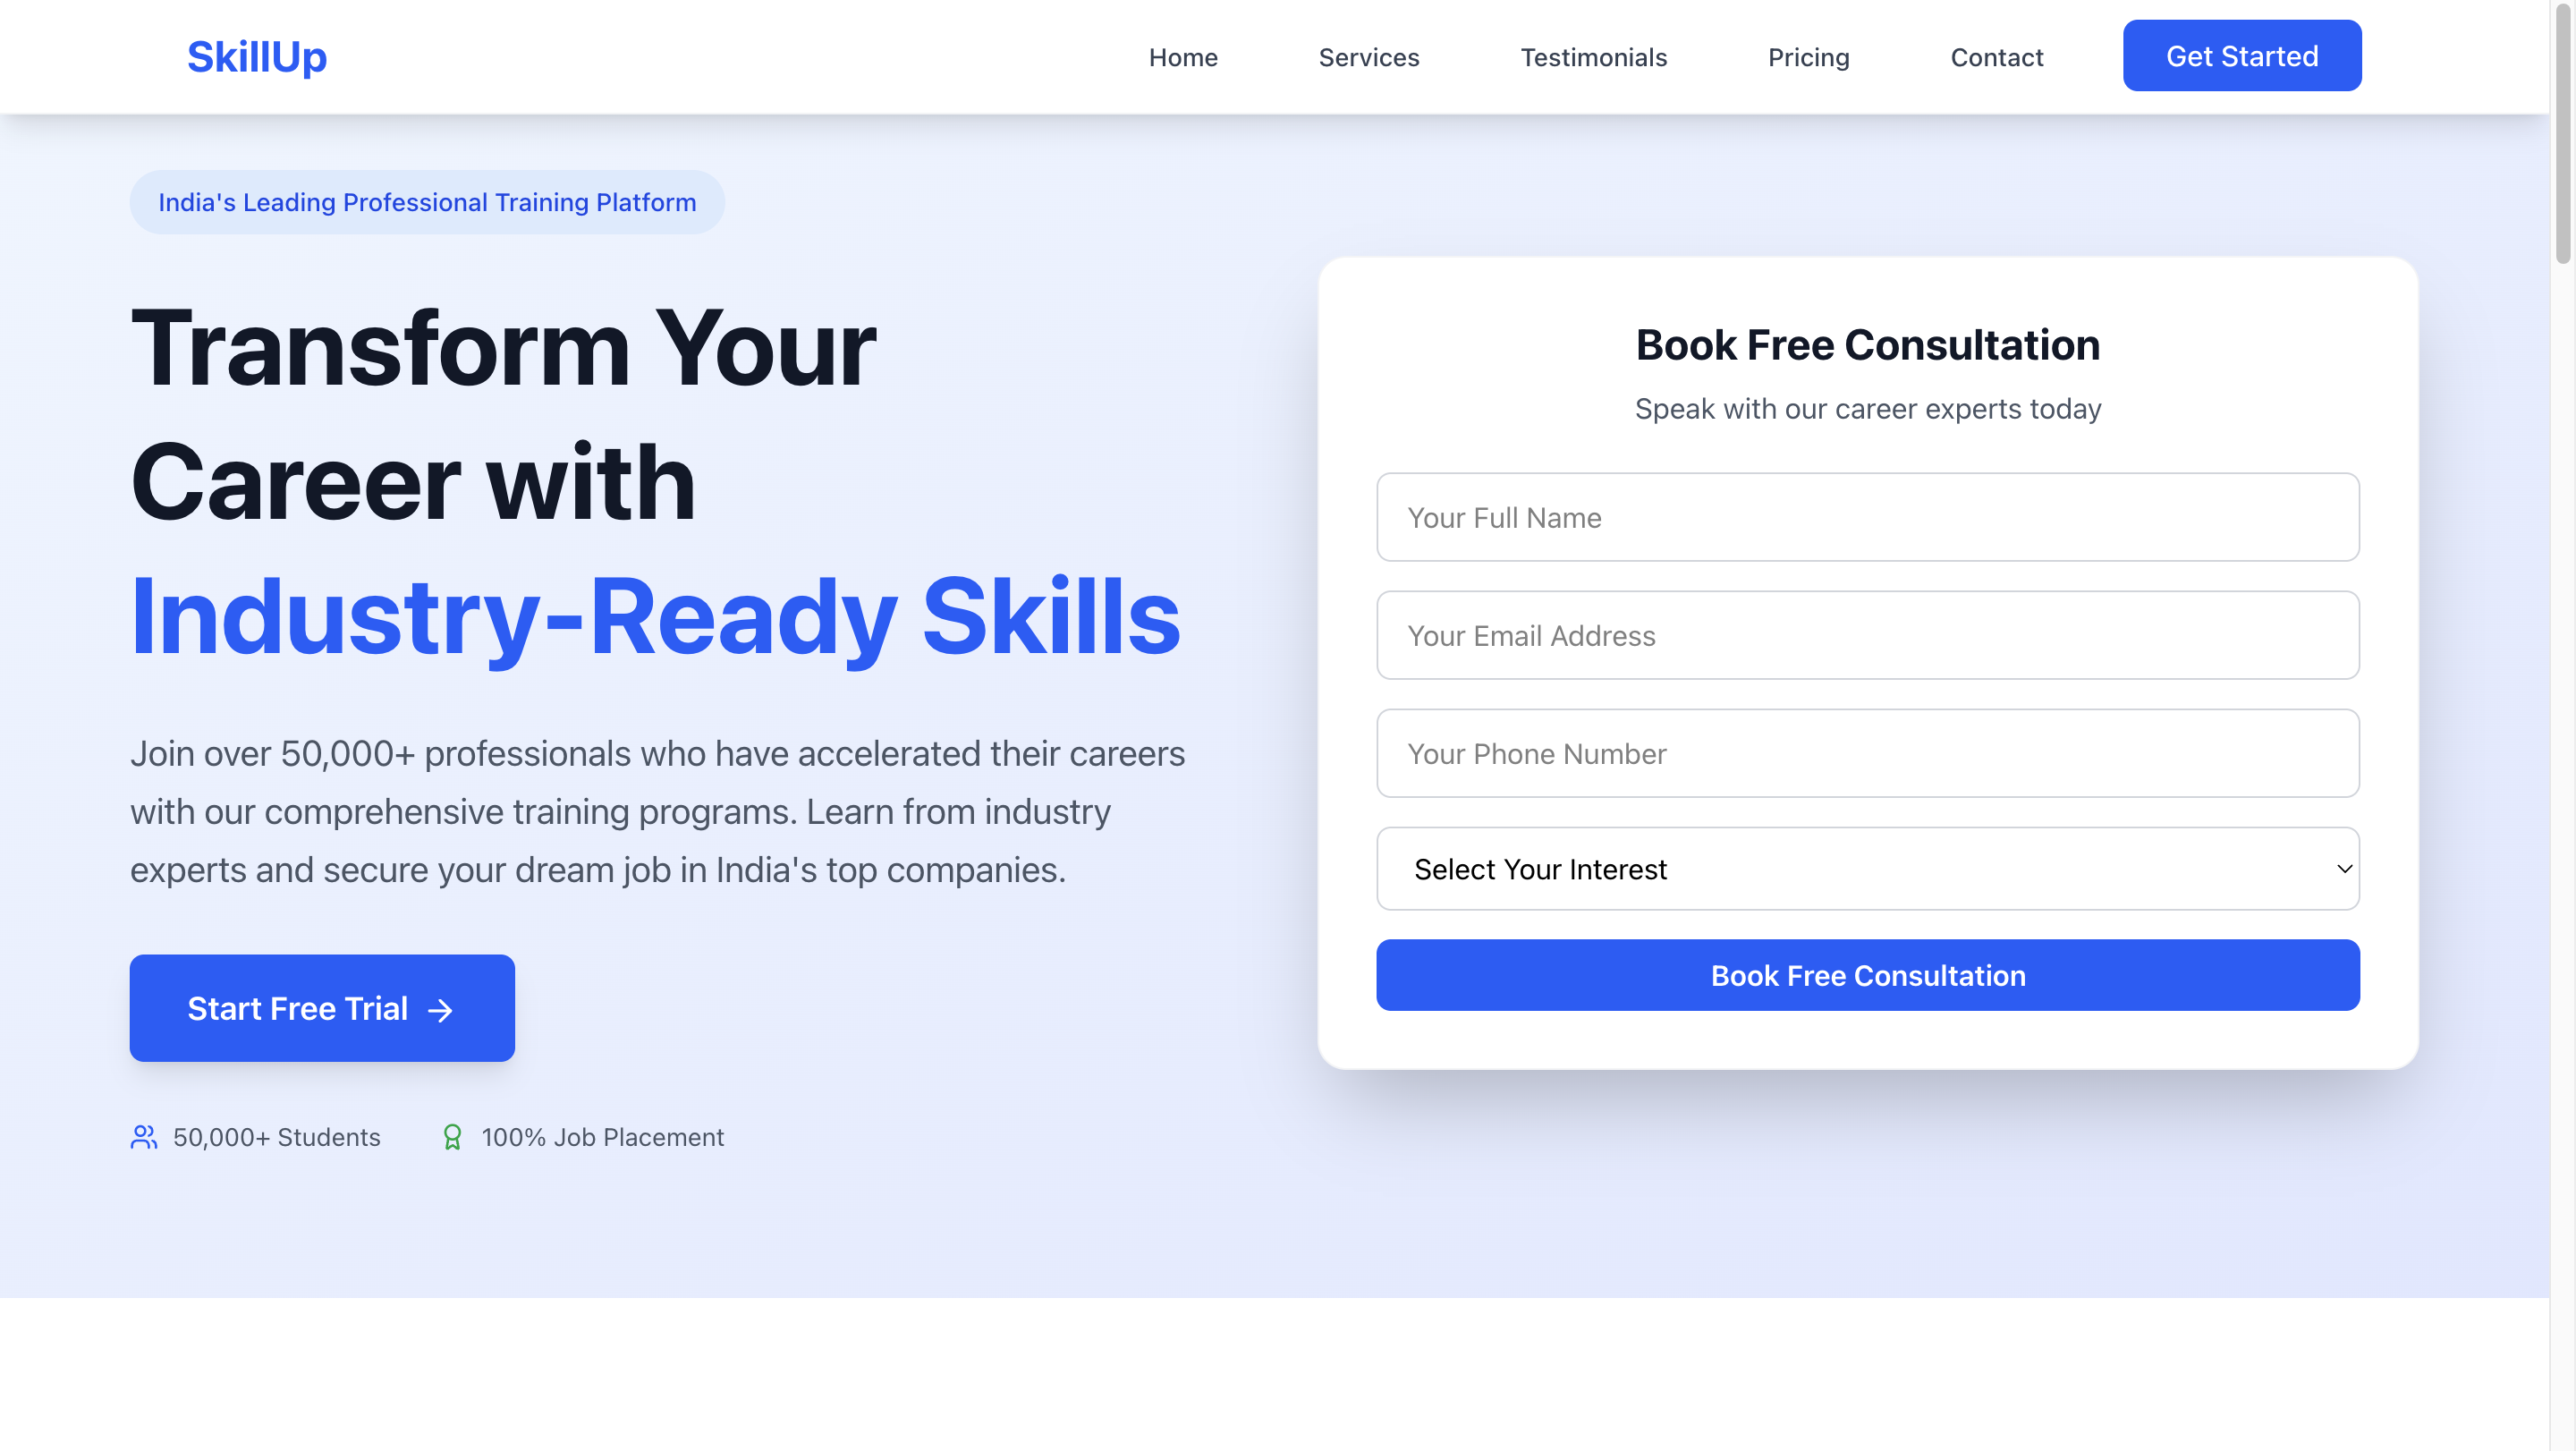 SkillUp
Home
Services
Testimonials
Pricing
Contact
Get Started
India's Leading Professional Training Platform
Transform Your
Career with
Industry-Ready Skills
Join over 50,000+ professionals who have accelerated their careers
with our comprehensive training programs. Learn from industry
experts and secure your dream job in India's top companies.
Start Free Trial →
50,000+ Students
100% Job Placement
Book Free Consultation
Speak with our career experts today
Your Full Name
Your Email Address
Your Phone Number
Select Your Interest
Book Free Consultation